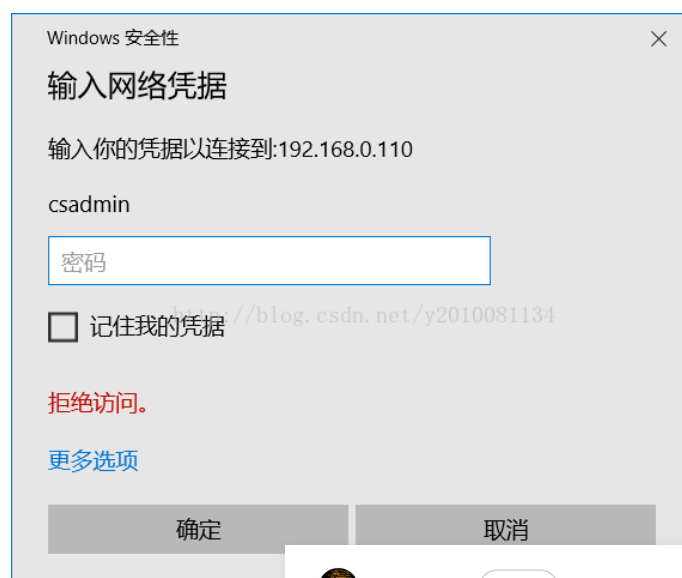 Windows 安全性
输入网络凭据
输入你的凭据以连接到:192.168.0.110
csadmin
密码
http://blog.csdn.net/y2010081134
记住我的凭据
拒绝访问。
更多选项
确定
取消